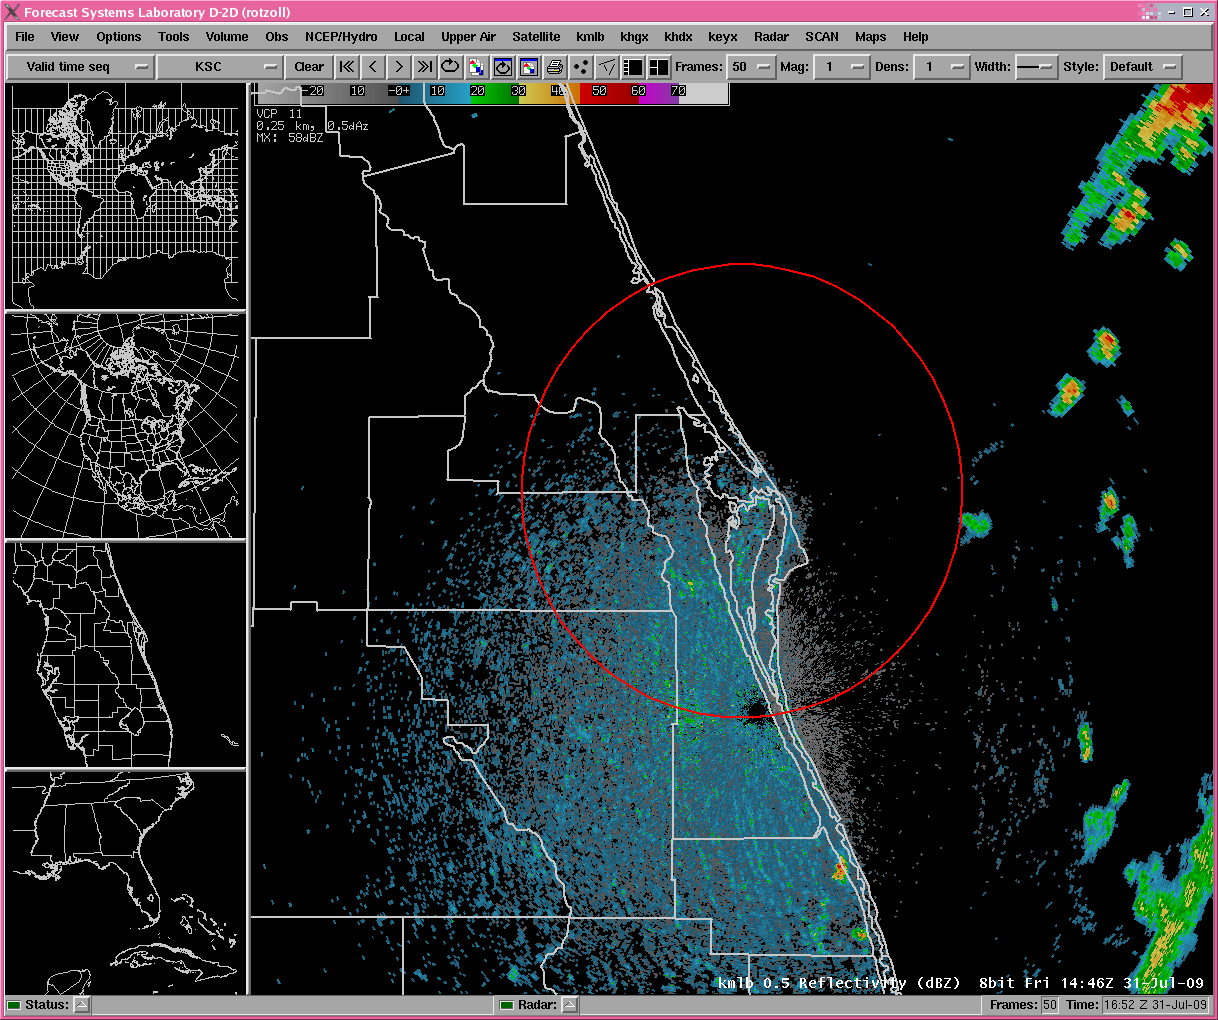 Forecast Systems Laboratory D-2D (rotzoll)
File View Options Tools Volume Obs NCEP/Hydro Local Upper Air Satellite kmlb khgx khdx keyx Radar SCAN Maps Help
Valid time seq KSC Clear Frames: 50 Mag: 1 Dens: 1 Width: Style: Default
-20 10 -0+ 10 20 30 40 50 60 70
VCP 11
0.25 km, 0.5dAz
MX: 58dBZ
kmlb 0.5 Reflectivity (dBZ) 8bit Fri 14:46Z 31-Jul-09
Status: Radar: Frames: 50 Time: 16:52 Z 31-Jul-09